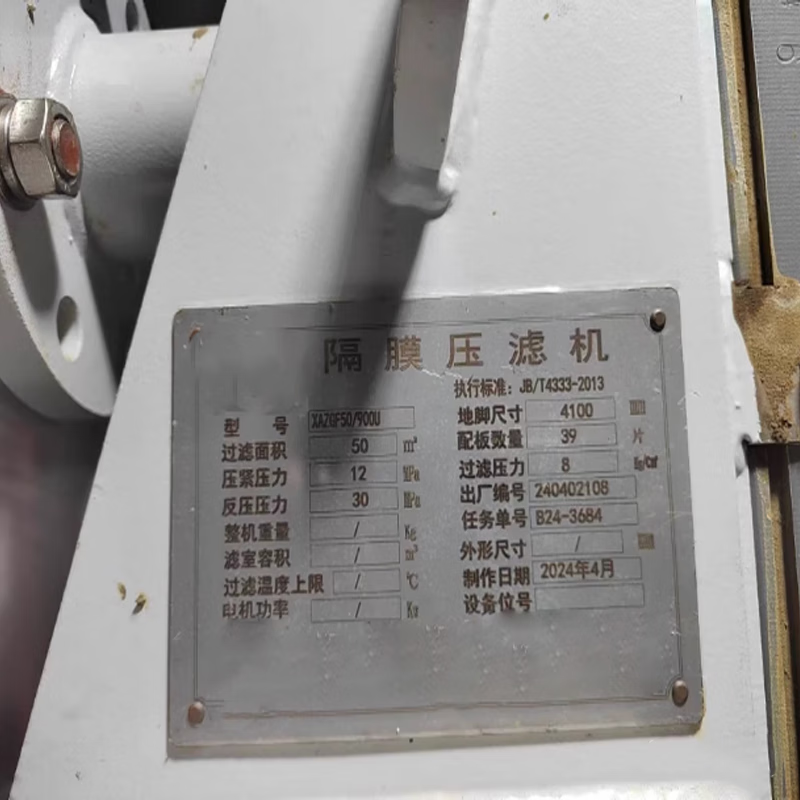 隔膜压滤机
执行标准：JB/T4333-2013
型号 XAZGF50/900U 地脚尺寸 4100
过滤面积 50 m² 配板数量 39 片
压紧压力 12 MPa 过滤压力 8 Kg/Cm²
反压压力 30 MPa 出厂编号 240402108
整机重量 / Kg 任务单号 B24-3684
滤室容积 / m³ 外形尺寸 /
过滤温度上限 / ℃ 制作日期 2024年4月
电机功率 / Kw 设备位号